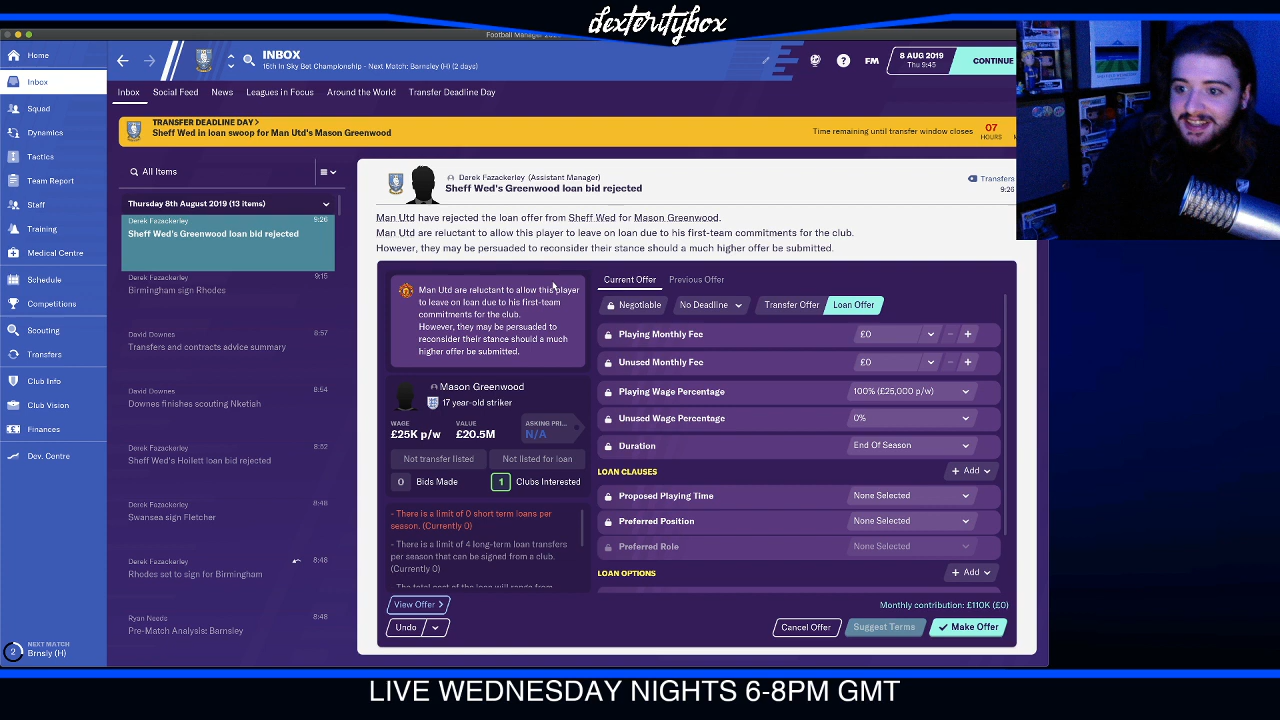 dexteritybox
Football Manager 20
Home
Inbox
Squad
Dynamics
Tactics
Team Report
Staff
Training
Medical Centre
Schedule
Competitions
Scouting
Transfers
Club Info
Club Vision
Finances
Dev. Centre
NEXT MATCH
2 Brnsly (H)
INBOX
15th In Sky Bet Championship - Next Match: Barnsley (H) (2 days)
FM
8 AUG 2019
Thu 9:45
CONTINUE
Inbox Social Feed News Leagues in Focus Around the World Transfer Deadline Day
TRANSFER DEADLINE DAY >
Sheff Wed in loan swoop for Man Utd's Mason Greenwood
Time remaining until transfer window closes
07
HOURS
All Items
Thursday 8th August 2019 (13 items)
Derek Fazackerley 9:26
Sheff Wed's Greenwood loan bid rejected
Derek Fazackerley 9:15
Birmingham sign Rhodes
David Downes 8:57
Transfers and contracts advice summary
David Downes 8:54
Downes finishes scouting Nketiah
Derek Fazackerley 8:52
Sheff Wed's Hoilett loan bid rejected
Derek Fazackerley 8:48
Swansea sign Fletcher
Derek Fazackerley 8:48
Rhodes set to sign for Birmingham
Ryan Needs 8:48
Pre-Match Analysis: Barnsley
Derek Fazackerley (Assistant Manager)
Sheff Wed's Greenwood loan bid rejected
Transfers
9:26
Man Utd have rejected the loan offer from Sheff Wed for Mason Greenwood.
Man Utd are reluctant to allow this player to leave on loan due to his first-team commitments for the club.
However, they may be persuaded to reconsider their stance should a much higher offer be submitted.
Man Utd are reluctant to allow this player
to leave on loan due to his first-team
commitments for the club.
However, they may be persuaded to
reconsider their stance should a much
higher offer be submitted.
Mason Greenwood
17 year-old striker
WAGE VALUE ASKING PRI...
£25K p/w £20.5M N/A
Not transfer listed Not listed for loan
0 Bids Made 1 Clubs Interested
- There is a limit of 0 short term loans per
season. (Currently 0)
- There is a limit of 4 long-term loan transfers
per season that can be signed from a club.
(Currently 0)
- The total cost of the loan will range from
Current Offer Previous Offer
Negotiable No Deadline Transfer Offer Loan Offer
Playing Monthly Fee £0 - +
Unused Monthly Fee £0 - +
Playing Wage Percentage 100% (£25,000 p/w)
Unused Wage Percentage 0%
Duration End Of Season
LOAN CLAUSES + Add
Proposed Playing Time None Selected
Preferred Position None Selected
Preferred Role None Selected
LOAN OPTIONS + Add
View Offer > Monthly contribution: £110K (£0)
Undo Cancel Offer Suggest Terms Make Offer
LIVE WEDNESDAY NIGHTS 6-8PM GMT